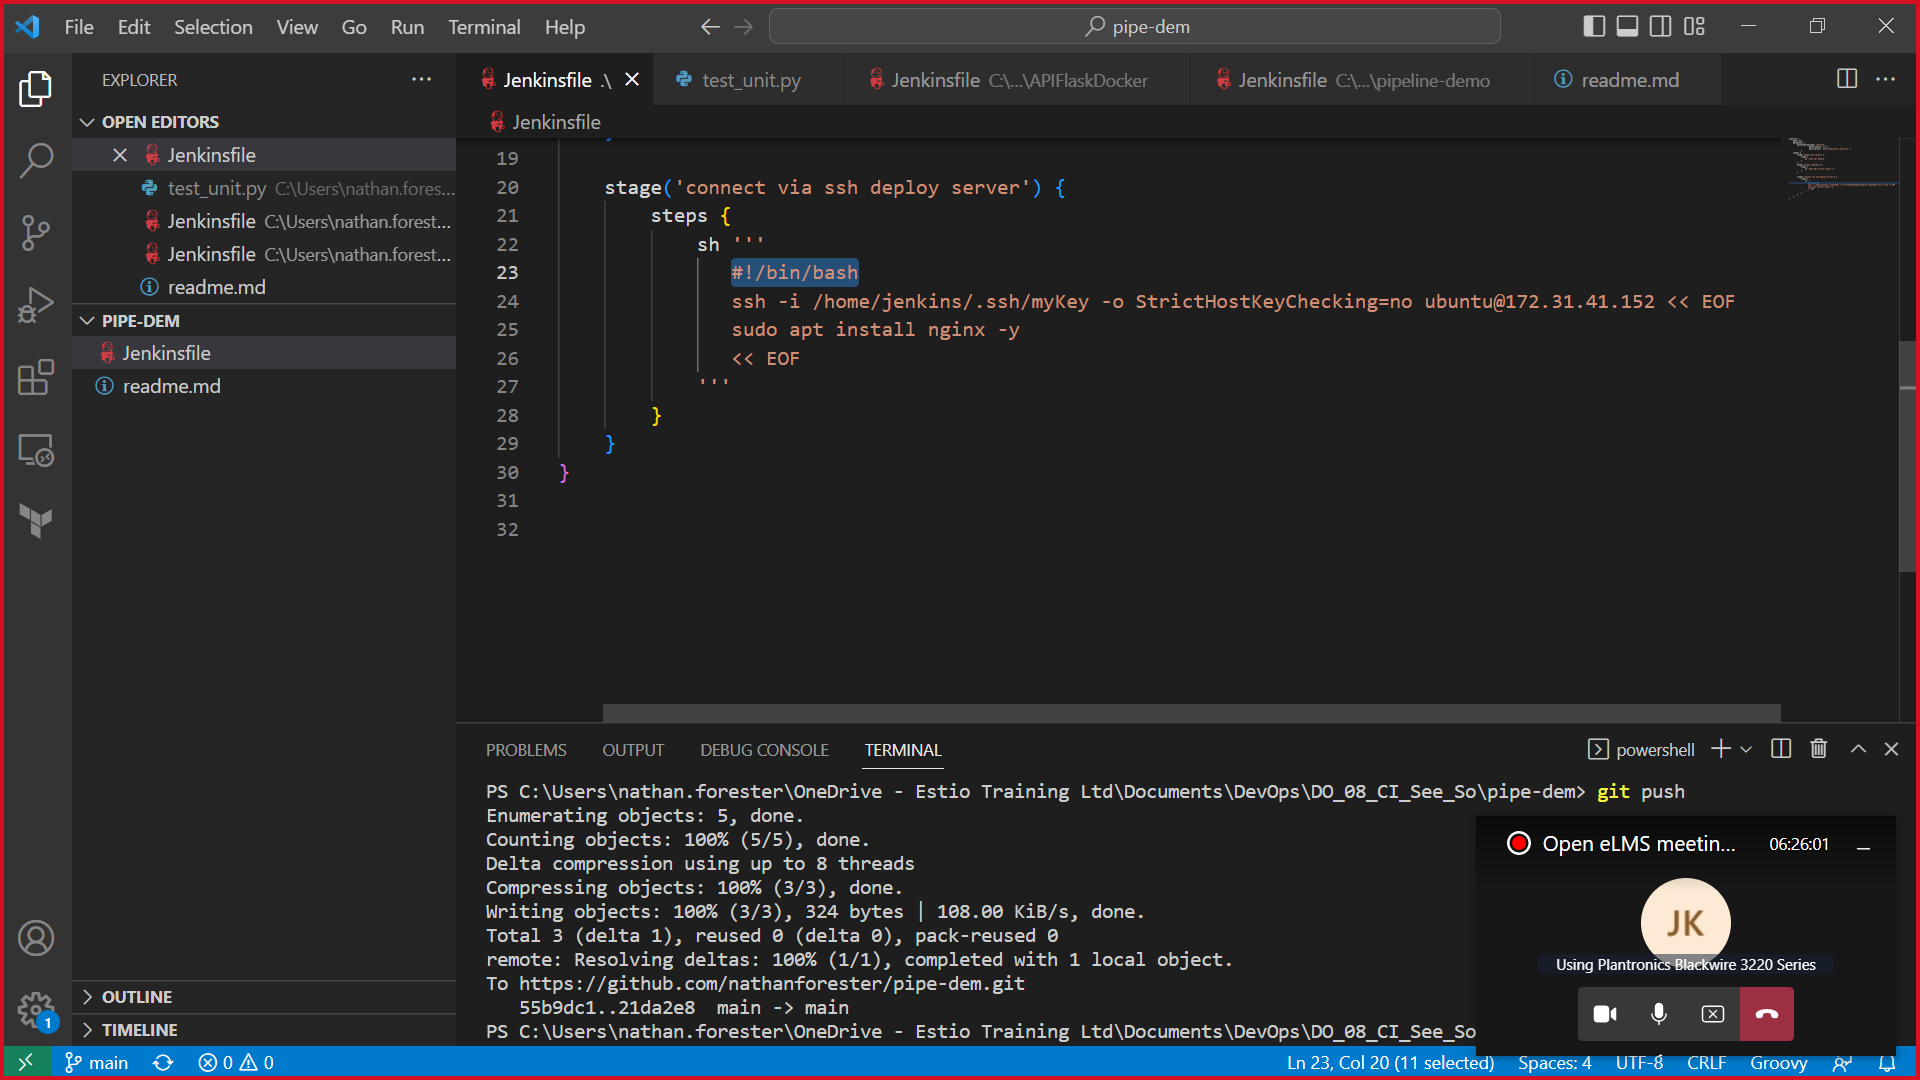 File Edit Selection View Go Run Terminal Help
pipe-dem
EXPLORER
Jenkinsfile .\
test_unit.py
Jenkinsfile C:\...\APIFlaskDocker
Jenkinsfile C:\...\pipeline-demo
readme.md
OPEN EDITORS
Jenkinsfile
test_unit.py C:\Users\nathan.fores...
Jenkinsfile C:\Users\nathan.forest...
Jenkinsfile C:\Users\nathan.forest...
readme.md
PIPE-DEM
Jenkinsfile
readme.md
OUTLINE
TIMELINE
Jenkinsfile
19
20 stage('connect via ssh deploy server') {
21 steps {
22 sh '''
23 #!/bin/bash
24 ssh -i /home/jenkins/.ssh/myKey -o StrictHostKeyChecking=no ubuntu@172.31.41.152 << EOF
25 sudo apt install nginx -y
26 << EOF
27 '''
28 }
29 }
30 }
31
32
PROBLEMS OUTPUT DEBUG CONSOLE TERMINAL
powershell
PS C:\Users\nathan.forester\OneDrive - Estio Training Ltd\Documents\DevOps\DO_08_CI_See_So\pipe-dem> git push
Enumerating objects: 5, done.
Counting objects: 100% (5/5), done.
Delta compression using up to 8 threads
Compressing objects: 100% (3/3), done.
Writing objects: 100% (3/3), 324 bytes | 108.00 KiB/s, done.
Total 3 (delta 1), reused 0 (delta 0), pack-reused 0
remote: Resolving deltas: 100% (1/1), completed with 1 local object.
To https://github.com/nathanforester/pipe-dem.git
55b9dc1..21da2e8 main -> main
PS C:\Users\nathan.forester\OneDrive - Estio Training Ltd\Documents\DevOps\DO_08_CI_See_So
Open eLMS meetin... 06:26:01
JK
Using Plantronics Blackwire 3220 Series
1
main
0 0
Ln 23, Col 20 (11 selected) Spaces: 4 UTF-8 CRLF Groovy